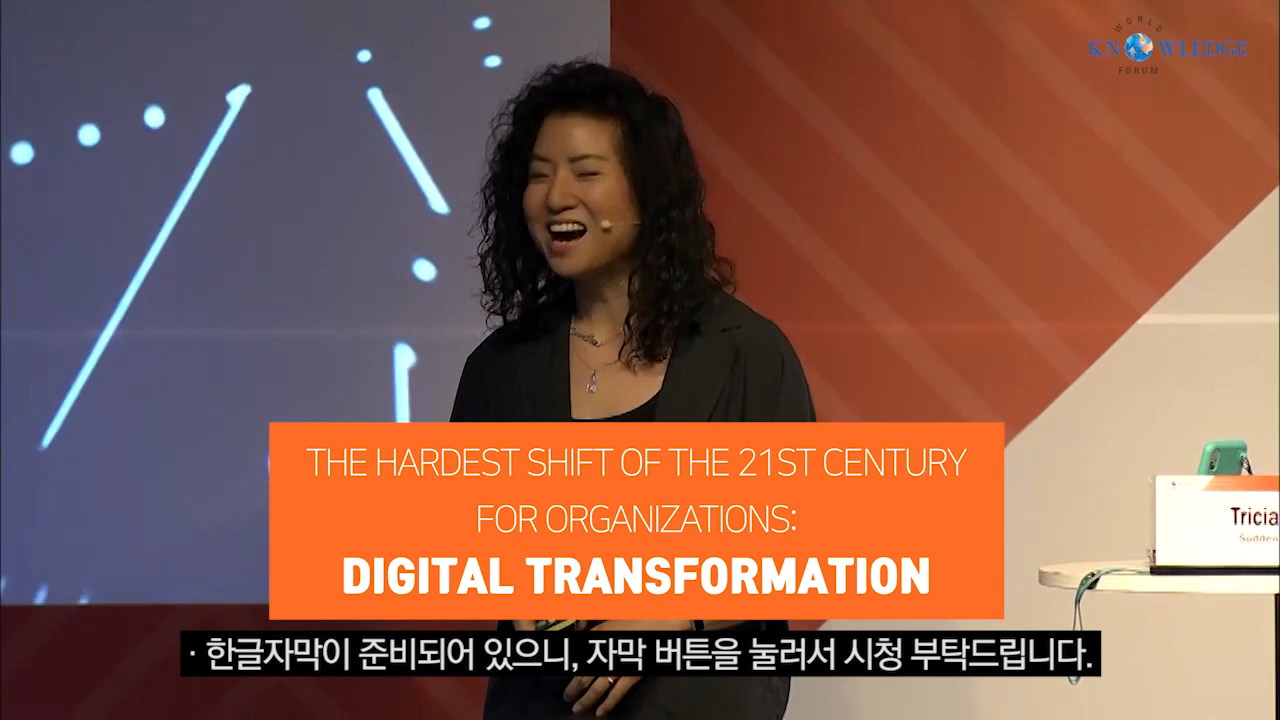 WORLD
KNOWLEDGE
FORUM
THE HARDEST SHIFT OF THE 21ST CENTURY
FOR ORGANIZATIONS:
DIGITAL TRANSFORMATION
Tricia
Sudden
· 한글자막이 준비되어 있으니, 자막 버튼을 눌러서 시청 부탁드립니다.